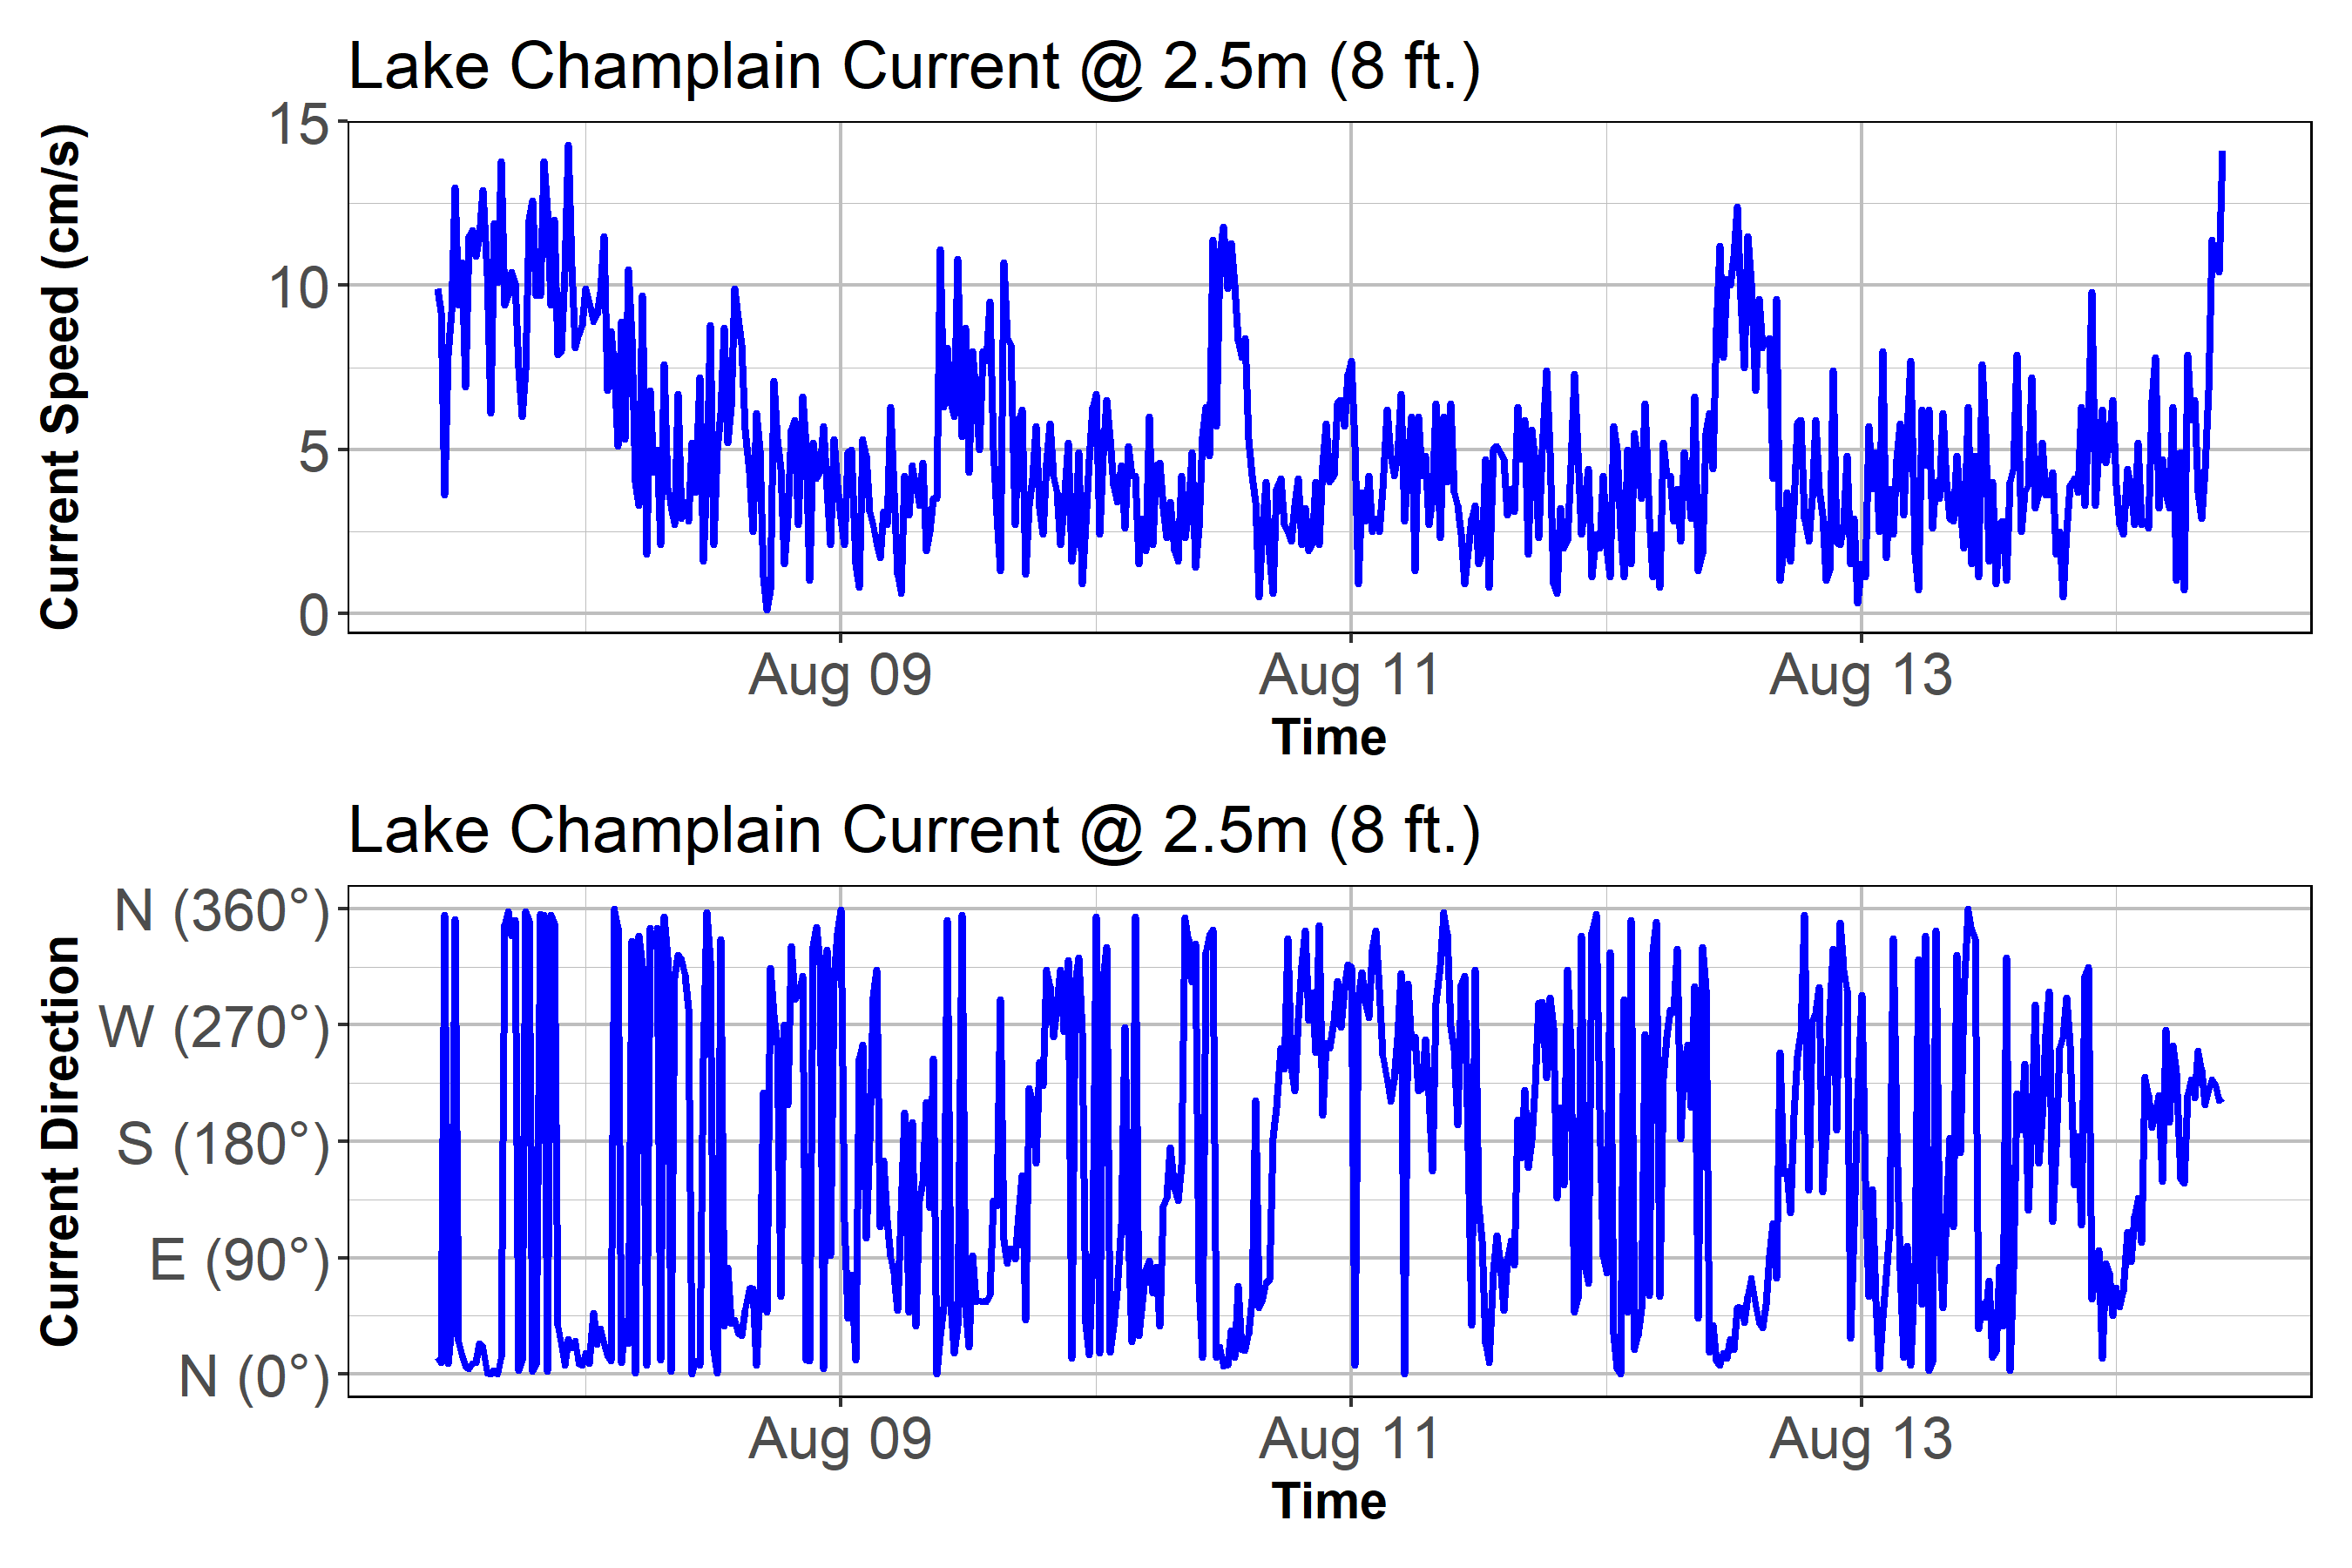 Lake Champlain Current @ 2.5m (8 ft.)
Current Speed (cm/s)
15
10
5
0
Aug 09 Aug 11 Aug 13
Time
Lake Champlain Current @ 2.5m (8 ft.)
Current Direction
N (360°)
W (270°)
S (180°)
E (90°)
N (0°)
Aug 09 Aug 11 Aug 13
Time